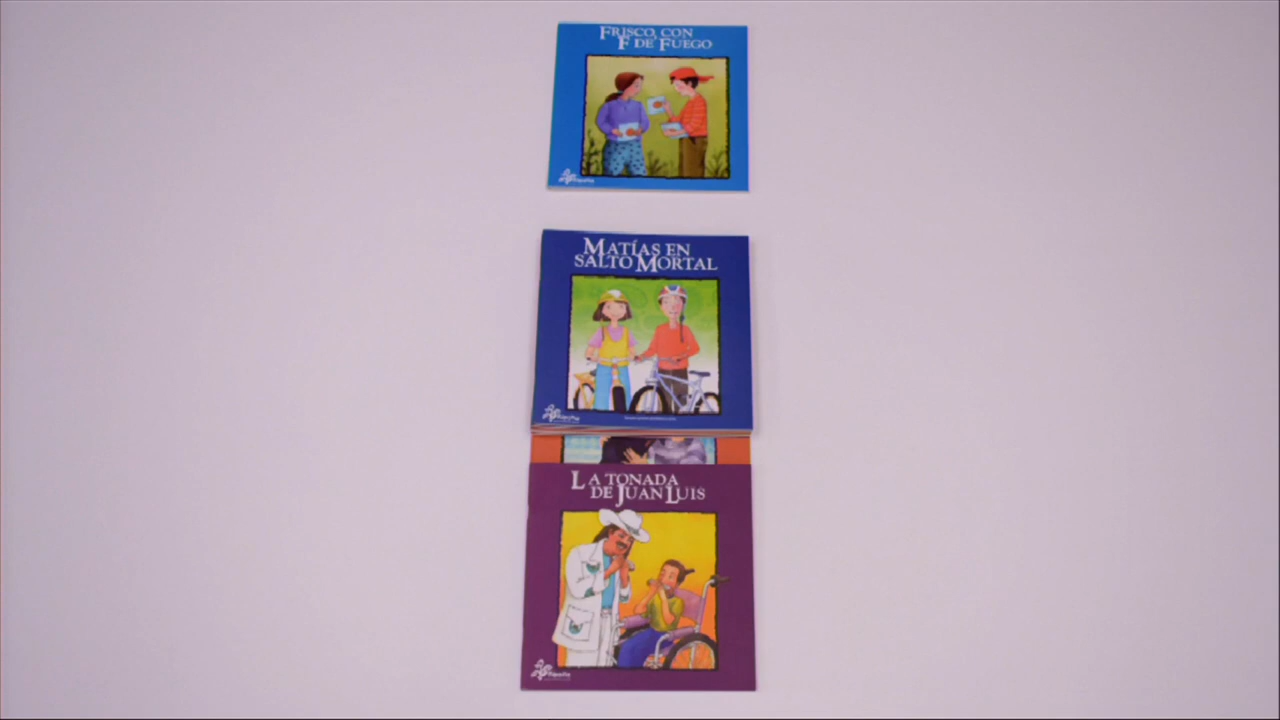 FRISCO, CON
F DE FUEGO
MATÍAS EN
SALTO MORTAL
LA TONADA
DE JUAN LUIS